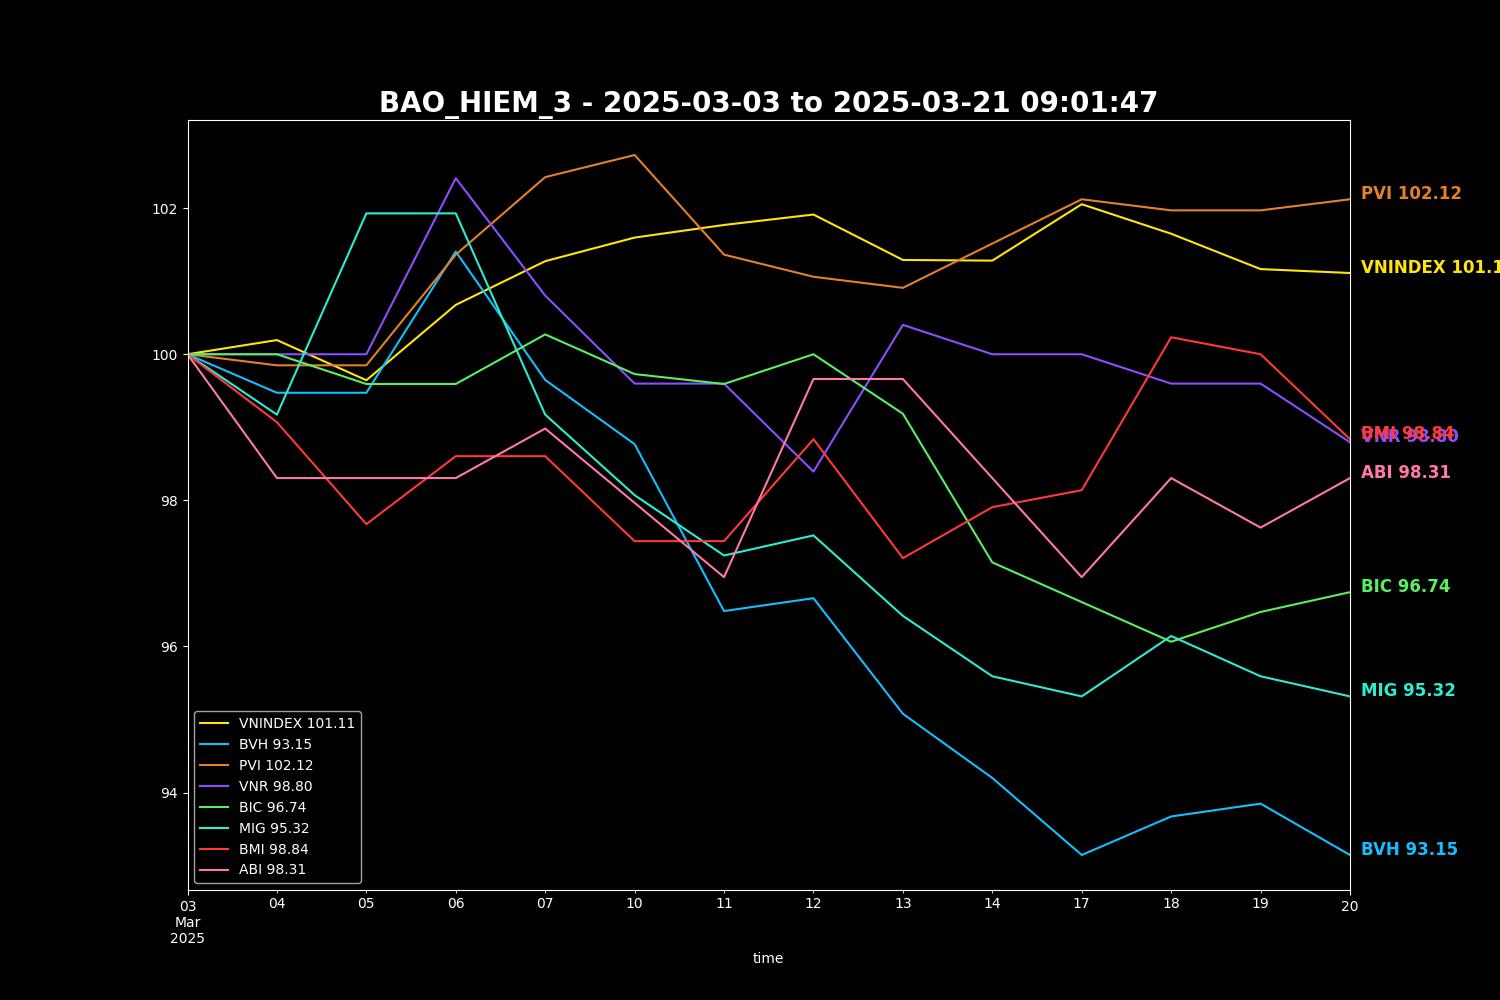 BAO_HIEM_3 - 2025-03-03 to 2025-03-21 09:01:47
102
100
98
96
94
PVI 102.12
VNINDEX 101.1
BMI 98.84
VNR 98.80
ABI 98.31
BIC 96.74
MIG 95.32
BVH 93.15
VNINDEX 101.11
BVH 93.15
PVI 102.12
VNR 98.80
BIC 96.74
MIG 95.32
BMI 98.84
ABI 98.31
03 04 05 06 07 10 11 12 13 14 17 18 19 20
Mar
2025
time